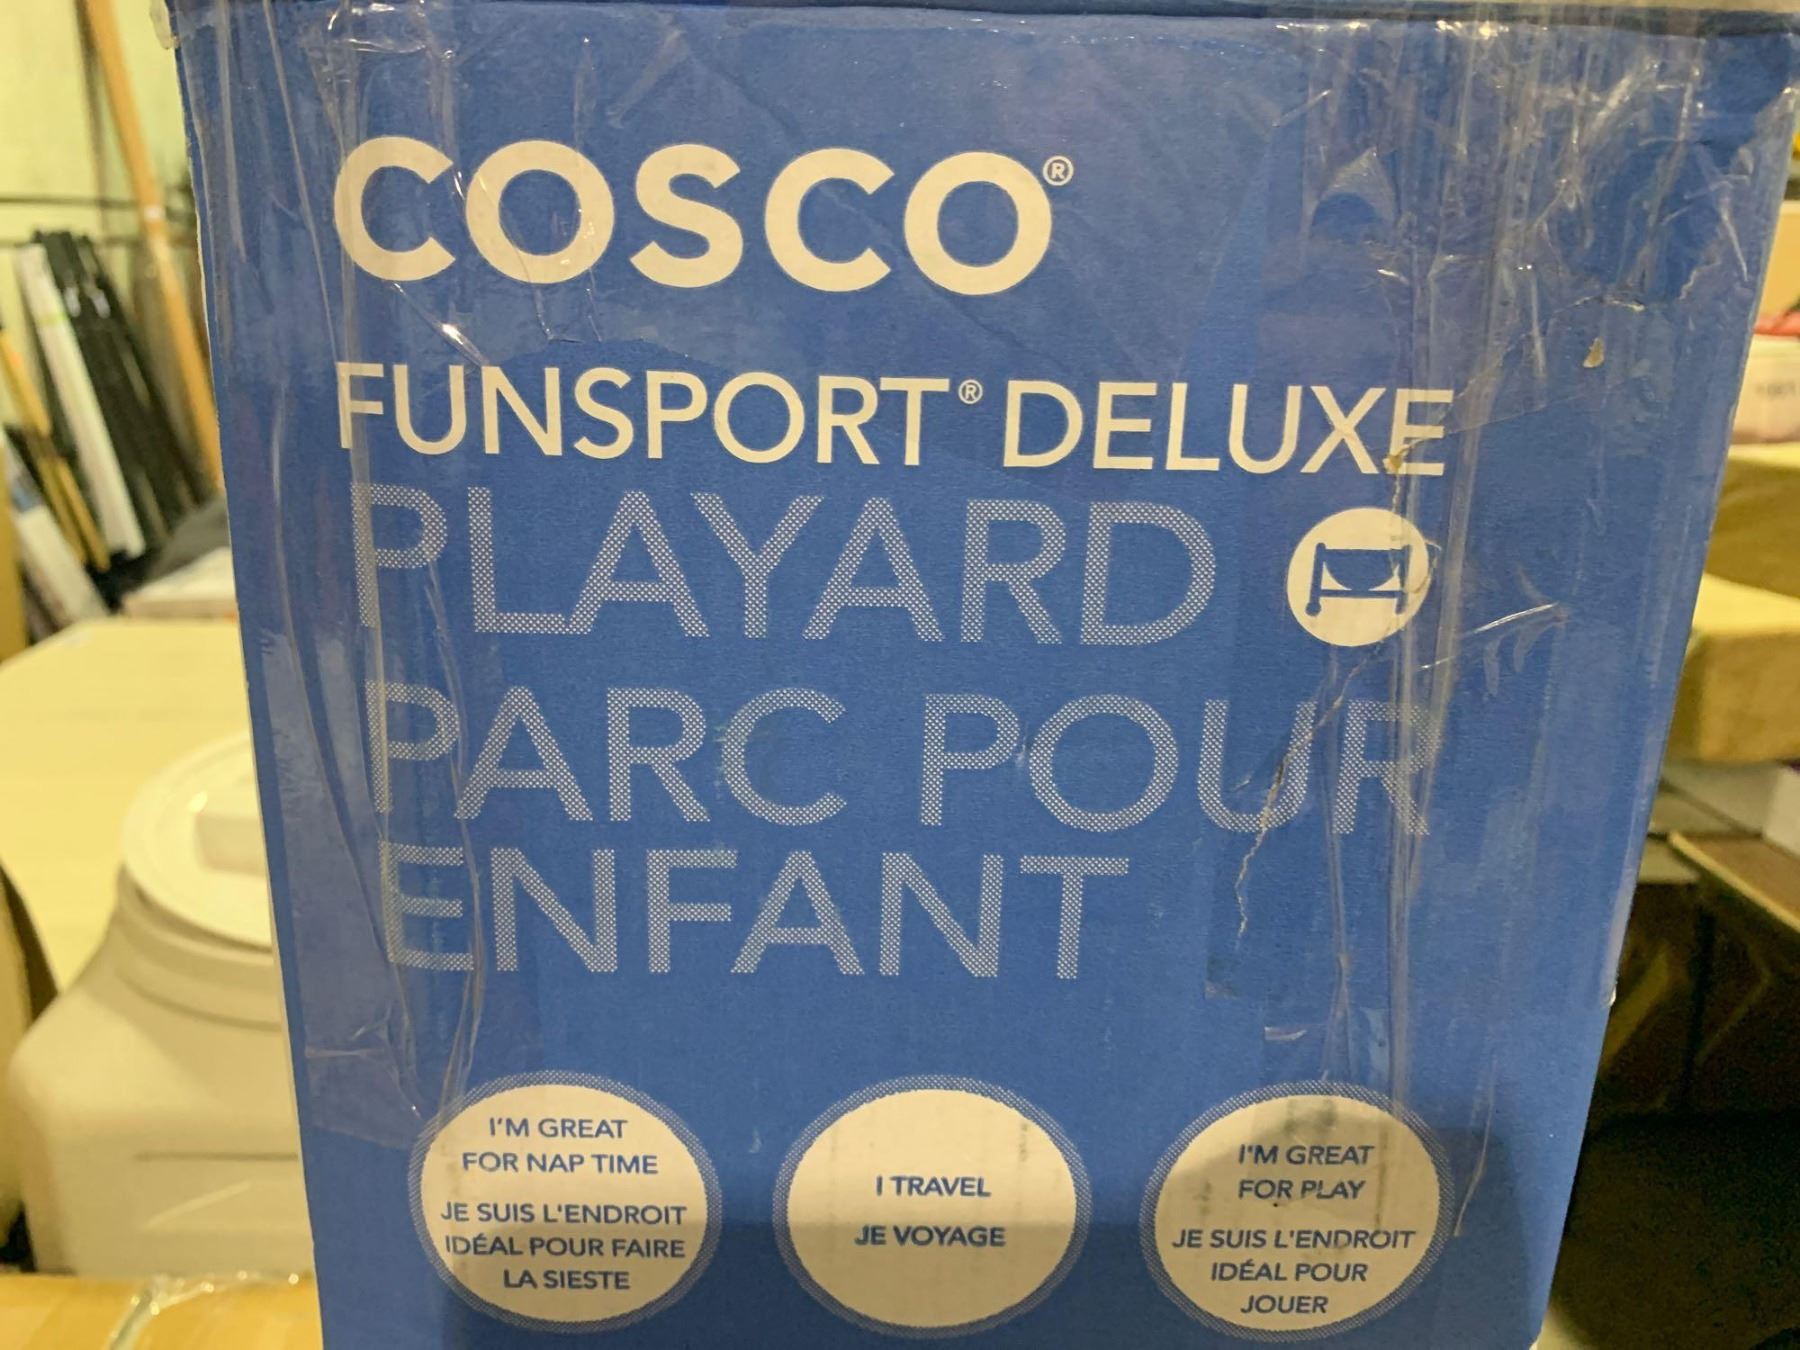 COSCO®
FUNSPORT® DELUXE
PLAYARD
PARC POUR
ENFANT
I'M GREAT
FOR NAP TIME
JE SUIS L'ENDROIT
IDÉAL POUR FAIRE
LA SIESTE
I TRAVEL
JE VOYAGE
I'M GREAT
FOR PLAY
JE SUIS L'ENDROIT
IDÉAL POUR
JOUER